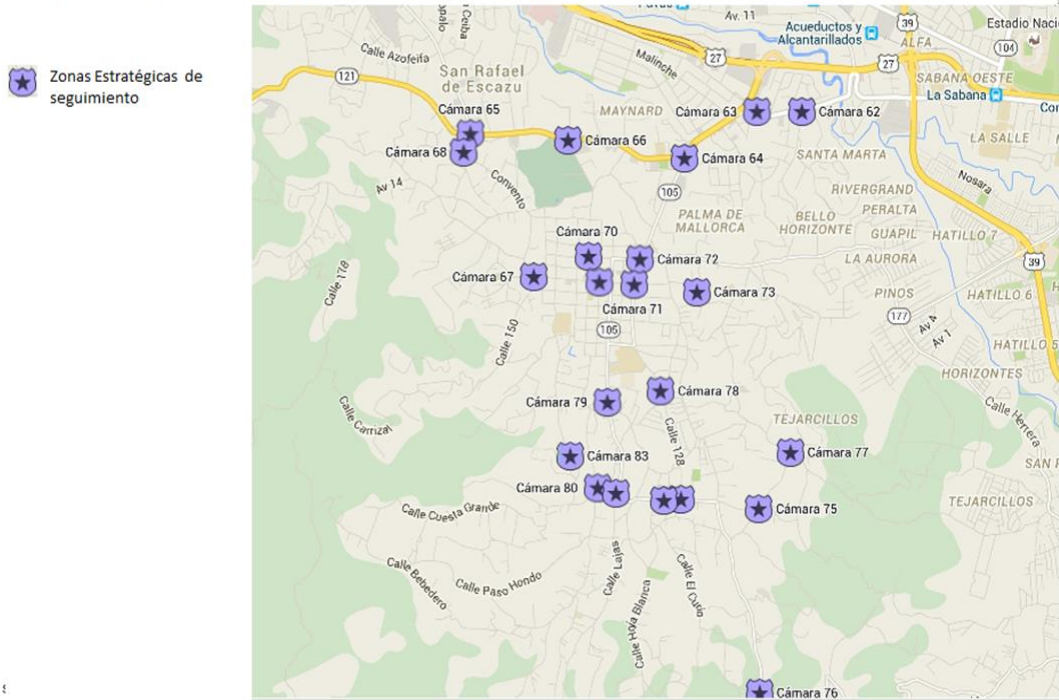 Zonas Estratégicas de
seguimiento
Calle Azofeifa
121
San Rafael
de Escazu
Malinche
27
Av. 11
Acueductos y
Alcantarillados
39
ALFA
Estadio Naci
104
27
SABANA OESTE
La Sabana
MAYNARD
Cámara 65
Cámara 63
Cámara 62
Cámara 66
Cámara 68
Cámara 64
LA SALLE
SANTA MARTA
Av 14
Convento
105
Nosara
RIVERGRAND
PERALTA
PALMA DE
MALLORCA
BELLO
HORIZONTE
GUAPIL
HATILLO 7
Cámara 70
Cámara 72
LA AURORA
39
Cámara 67
Calle 178
Cámara 73
PINOS
HATILLO 6
Cámara 71
177
Av 1
105
Calle 150
HATILLO 5
HORIZONTES
Cámara 78
Cámara 79
Calle Carrizal
Calle 128
TEJARCILLOS
Calle Herrera
Cámara 77
Cámara 83
Cámara 80
TEJARCILLOS
Calle Cuesta Grande
Cámara 75
Calle Bebedero
Calle Paso Hondo
Calle Lajas
Calle Hoja Blanca
Calle El Curio
Cámara 76